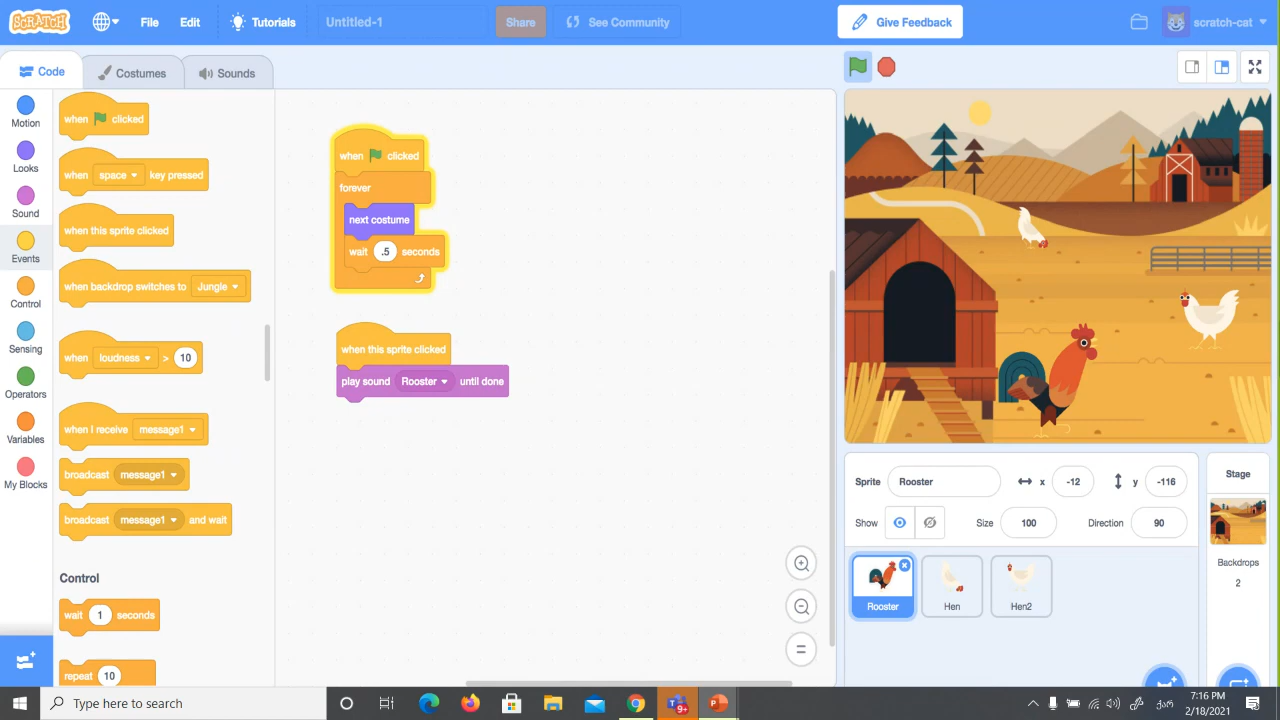 SCRATCH File Edit Tutorials Untitled-1 Share See Community Give Feedback scratch-cat
Code Costumes Sounds
Motion
Looks
Sound
Events
Control
Sensing
Operators
Variables
My Blocks
when clicked
when space key pressed
when this sprite clicked
when backdrop switches to Jungle
when loudness > 10
when I receive message1
broadcast message1
broadcast message1 and wait
Control
wait 1 seconds
repeat 10
when clicked
forever
next costume
wait .5 seconds
when this sprite clicked
play sound Rooster until done
=
Sprite Rooster x -12 y -116
Show Size 100 Direction 90
Rooster Hen Hen2
Stage
Backdrops
2
Type here to search
9+
P
ქარ
7:16 PM
2/18/2021